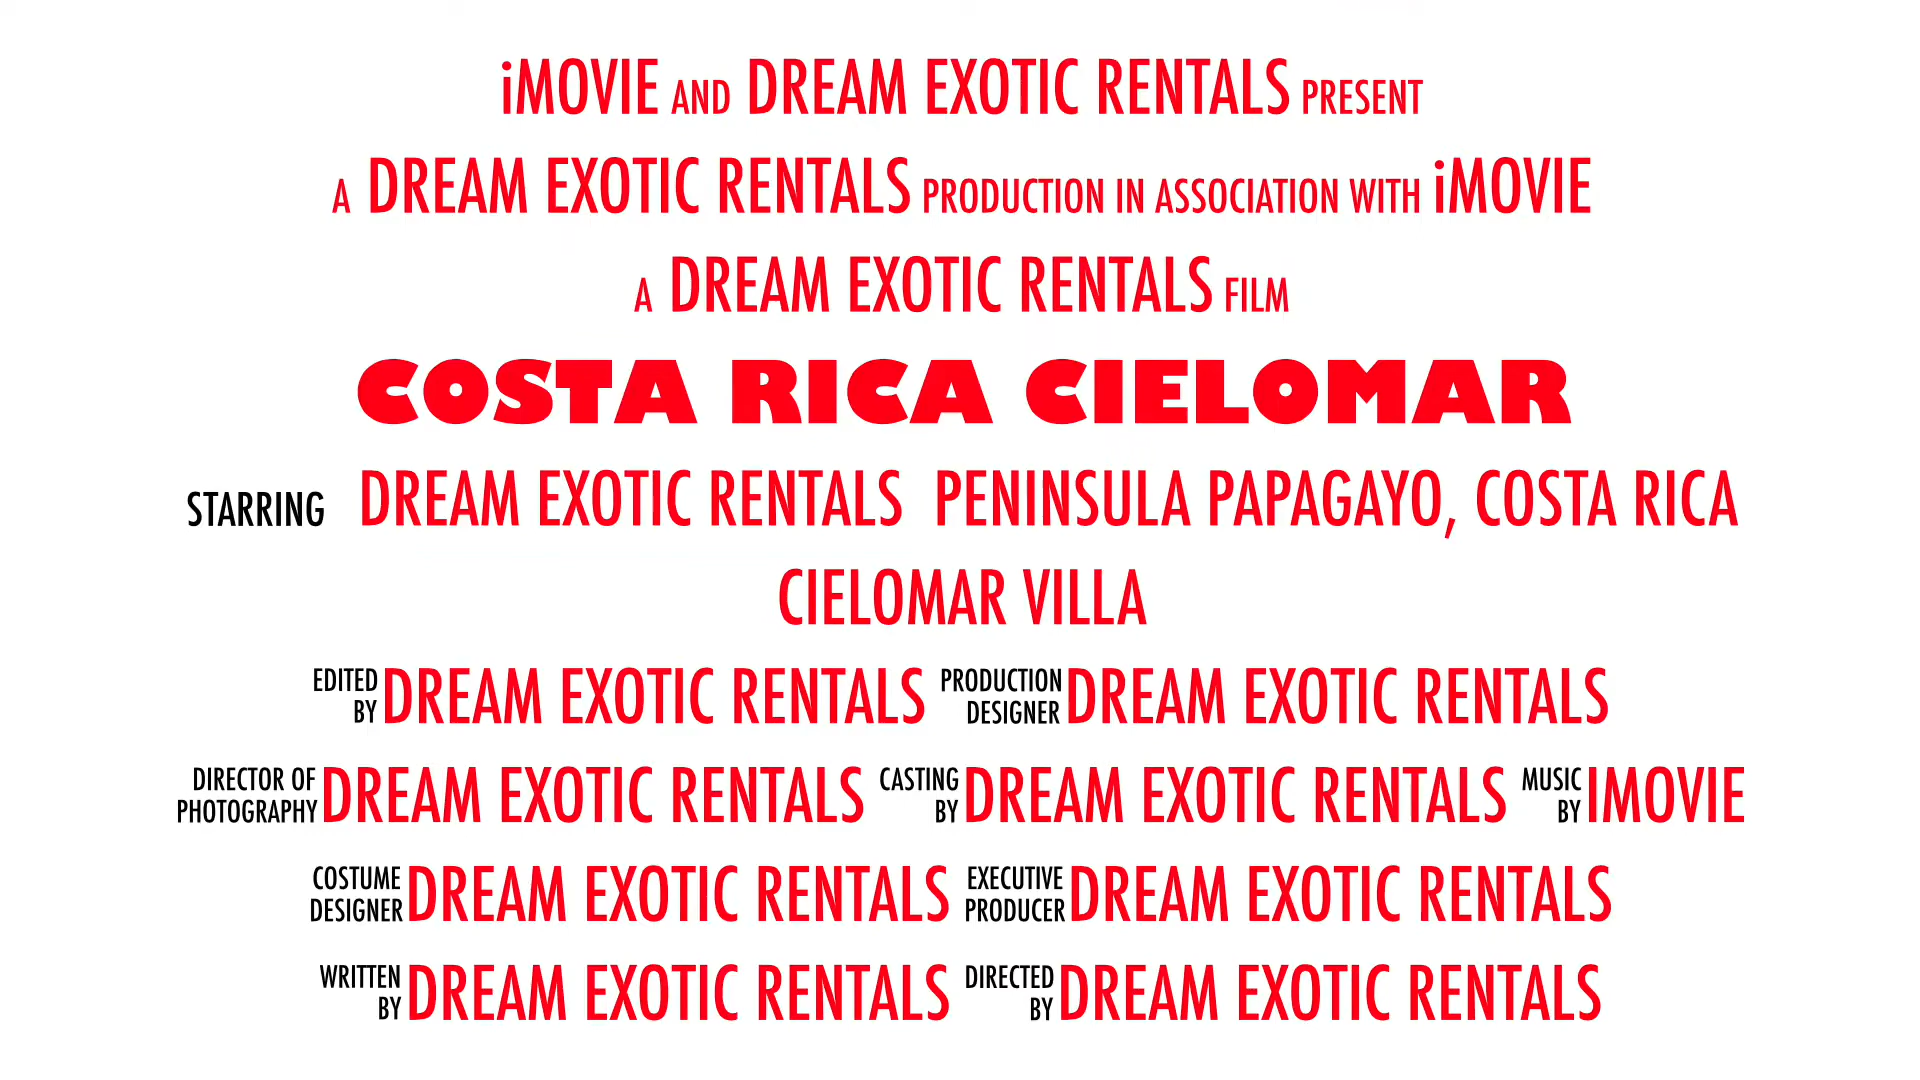 iMOVIE AND DREAM EXOTIC RENTALS PRESENT
A DREAM EXOTIC RENTALS PRODUCTION IN ASSOCIATION WITH iMOVIE
A DREAM EXOTIC RENTALS FILM
COSTA RICA CIELOMAR
STARRING DREAM EXOTIC RENTALS PENINSULA PAPAGAYO, COSTA RICA
CIELOMAR VILLA
EDITED BY DREAM EXOTIC RENTALS PRODUCTION DESIGNER DREAM EXOTIC RENTALS
DIRECTOR OF PHOTOGRAPHY DREAM EXOTIC RENTALS CASTING BY DREAM EXOTIC RENTALS MUSIC BY IMOVIE
COSTUME DESIGNER DREAM EXOTIC RENTALS EXECUTIVE PRODUCER DREAM EXOTIC RENTALS
WRITTEN BY DREAM EXOTIC RENTALS DIRECTED BY DREAM EXOTIC RENTALS